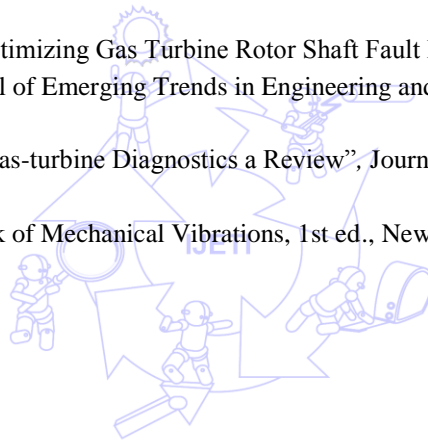 timizing Gas Turbine Rotor Shaft Fault
l of Emerging Trends in Engineering and
as-turbine Diagnostics a Review”, Journ
k of Mechanical Vibrations, 1st ed., New
IJETI